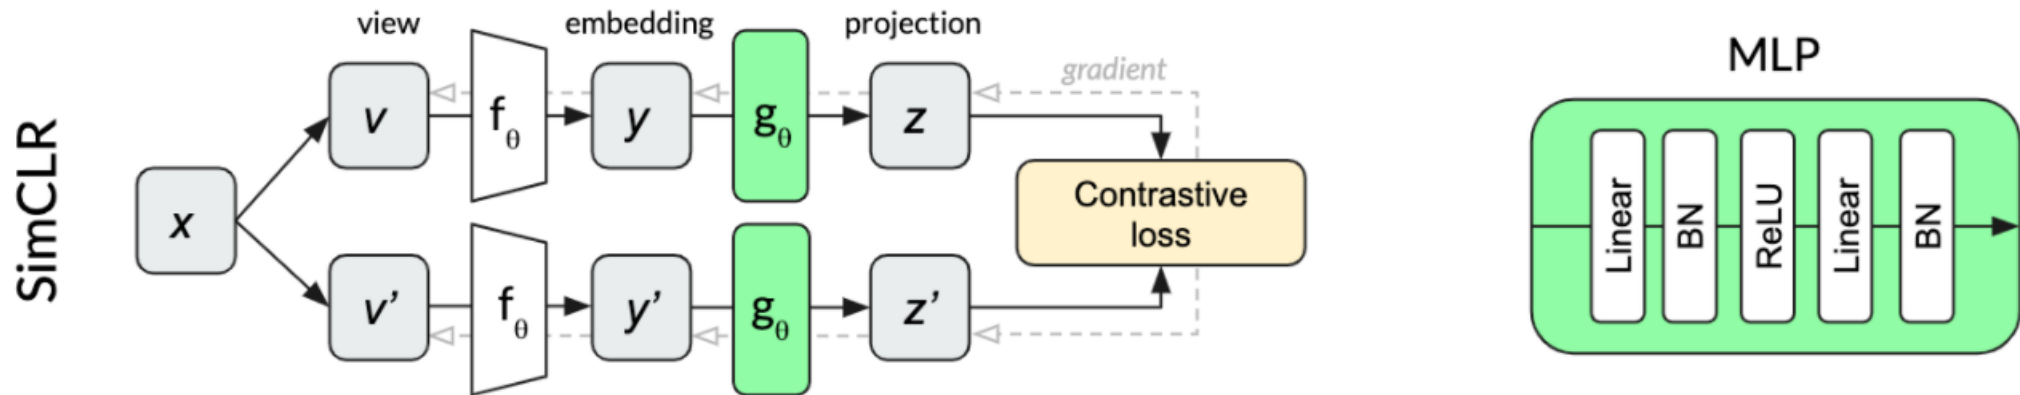 SimCLR
view
embedding
projection
gradient
x
v
fθ
y
gθ
z
Contrastive
loss
v’
fθ
y’
gθ
z’
MLP
Linear
BN
ReLU
Linear
BN